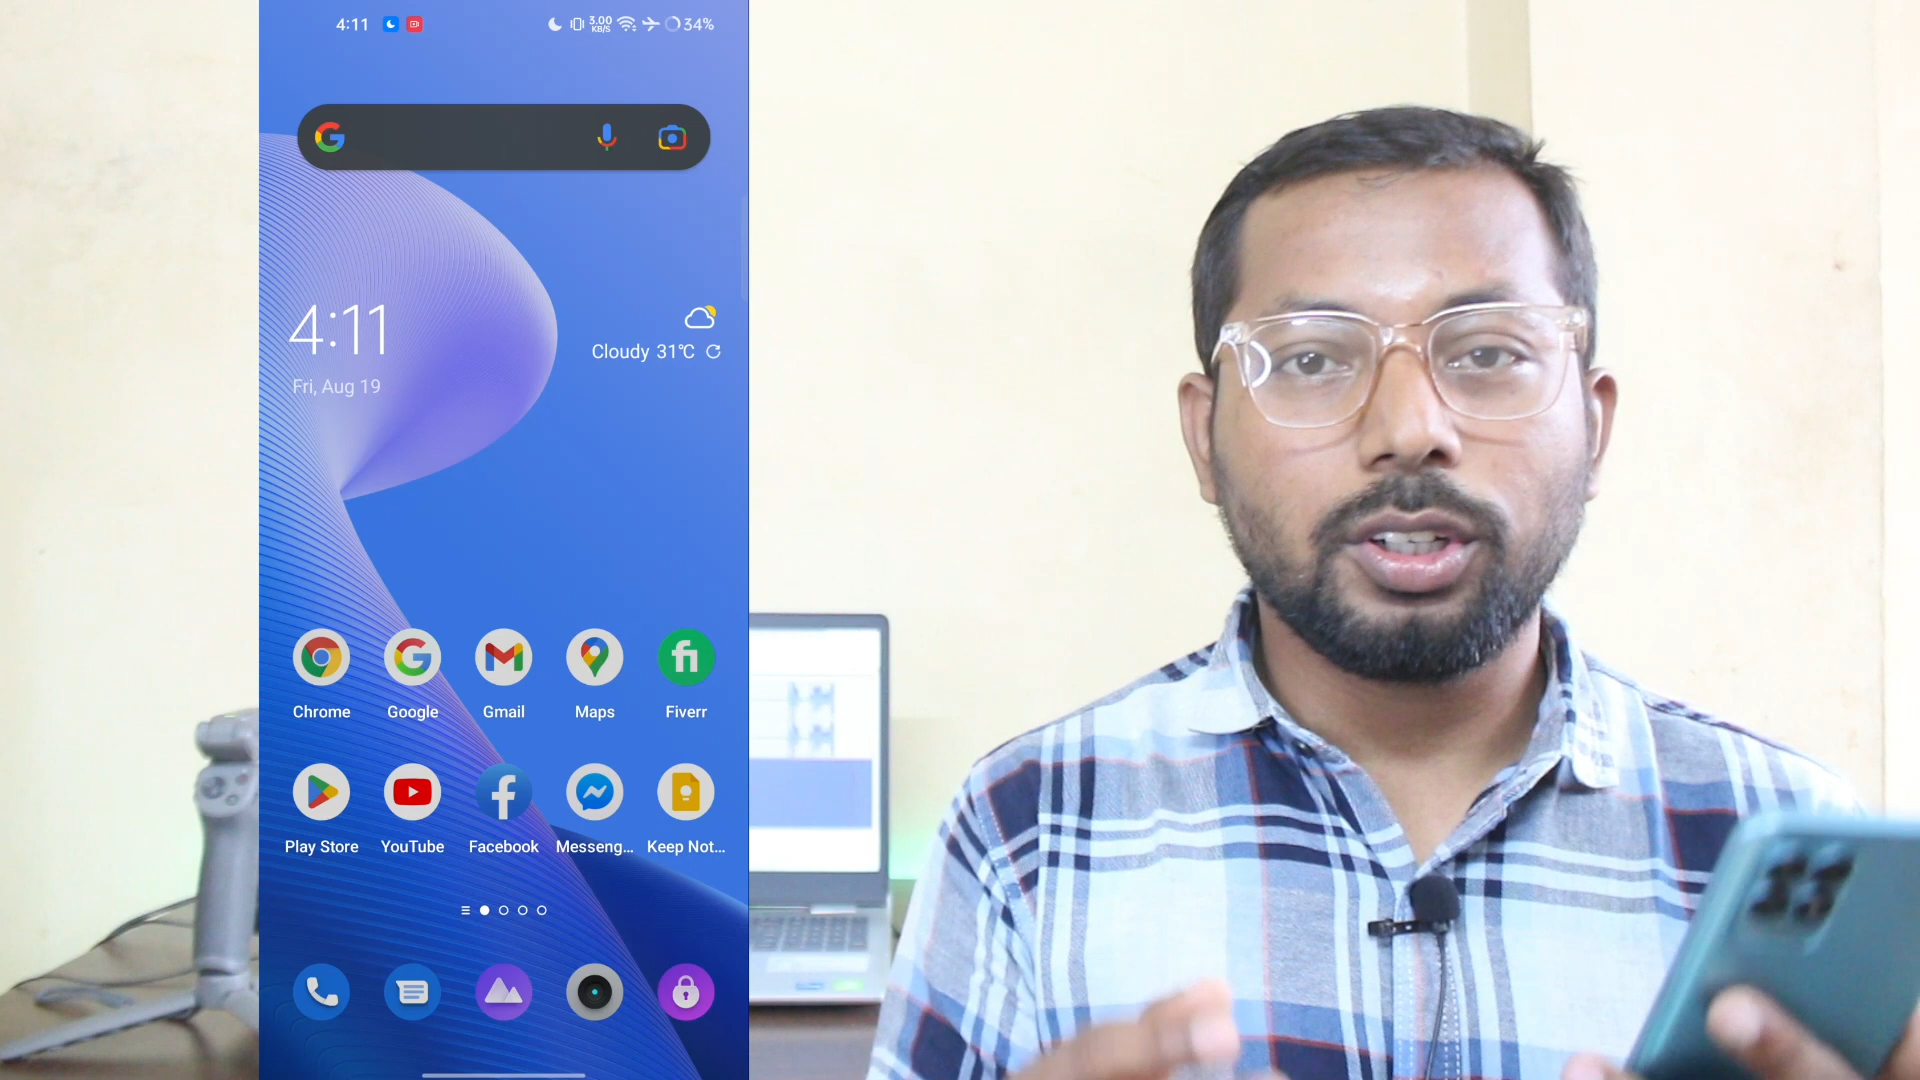 4:11
3.00
KB/S
34%
4:11
Cloudy 31℃
Fri, Aug 19
Chrome
Google
Gmail
Maps
Fiverr
Play Store
YouTube
Facebook
Messeng...
Keep Not...